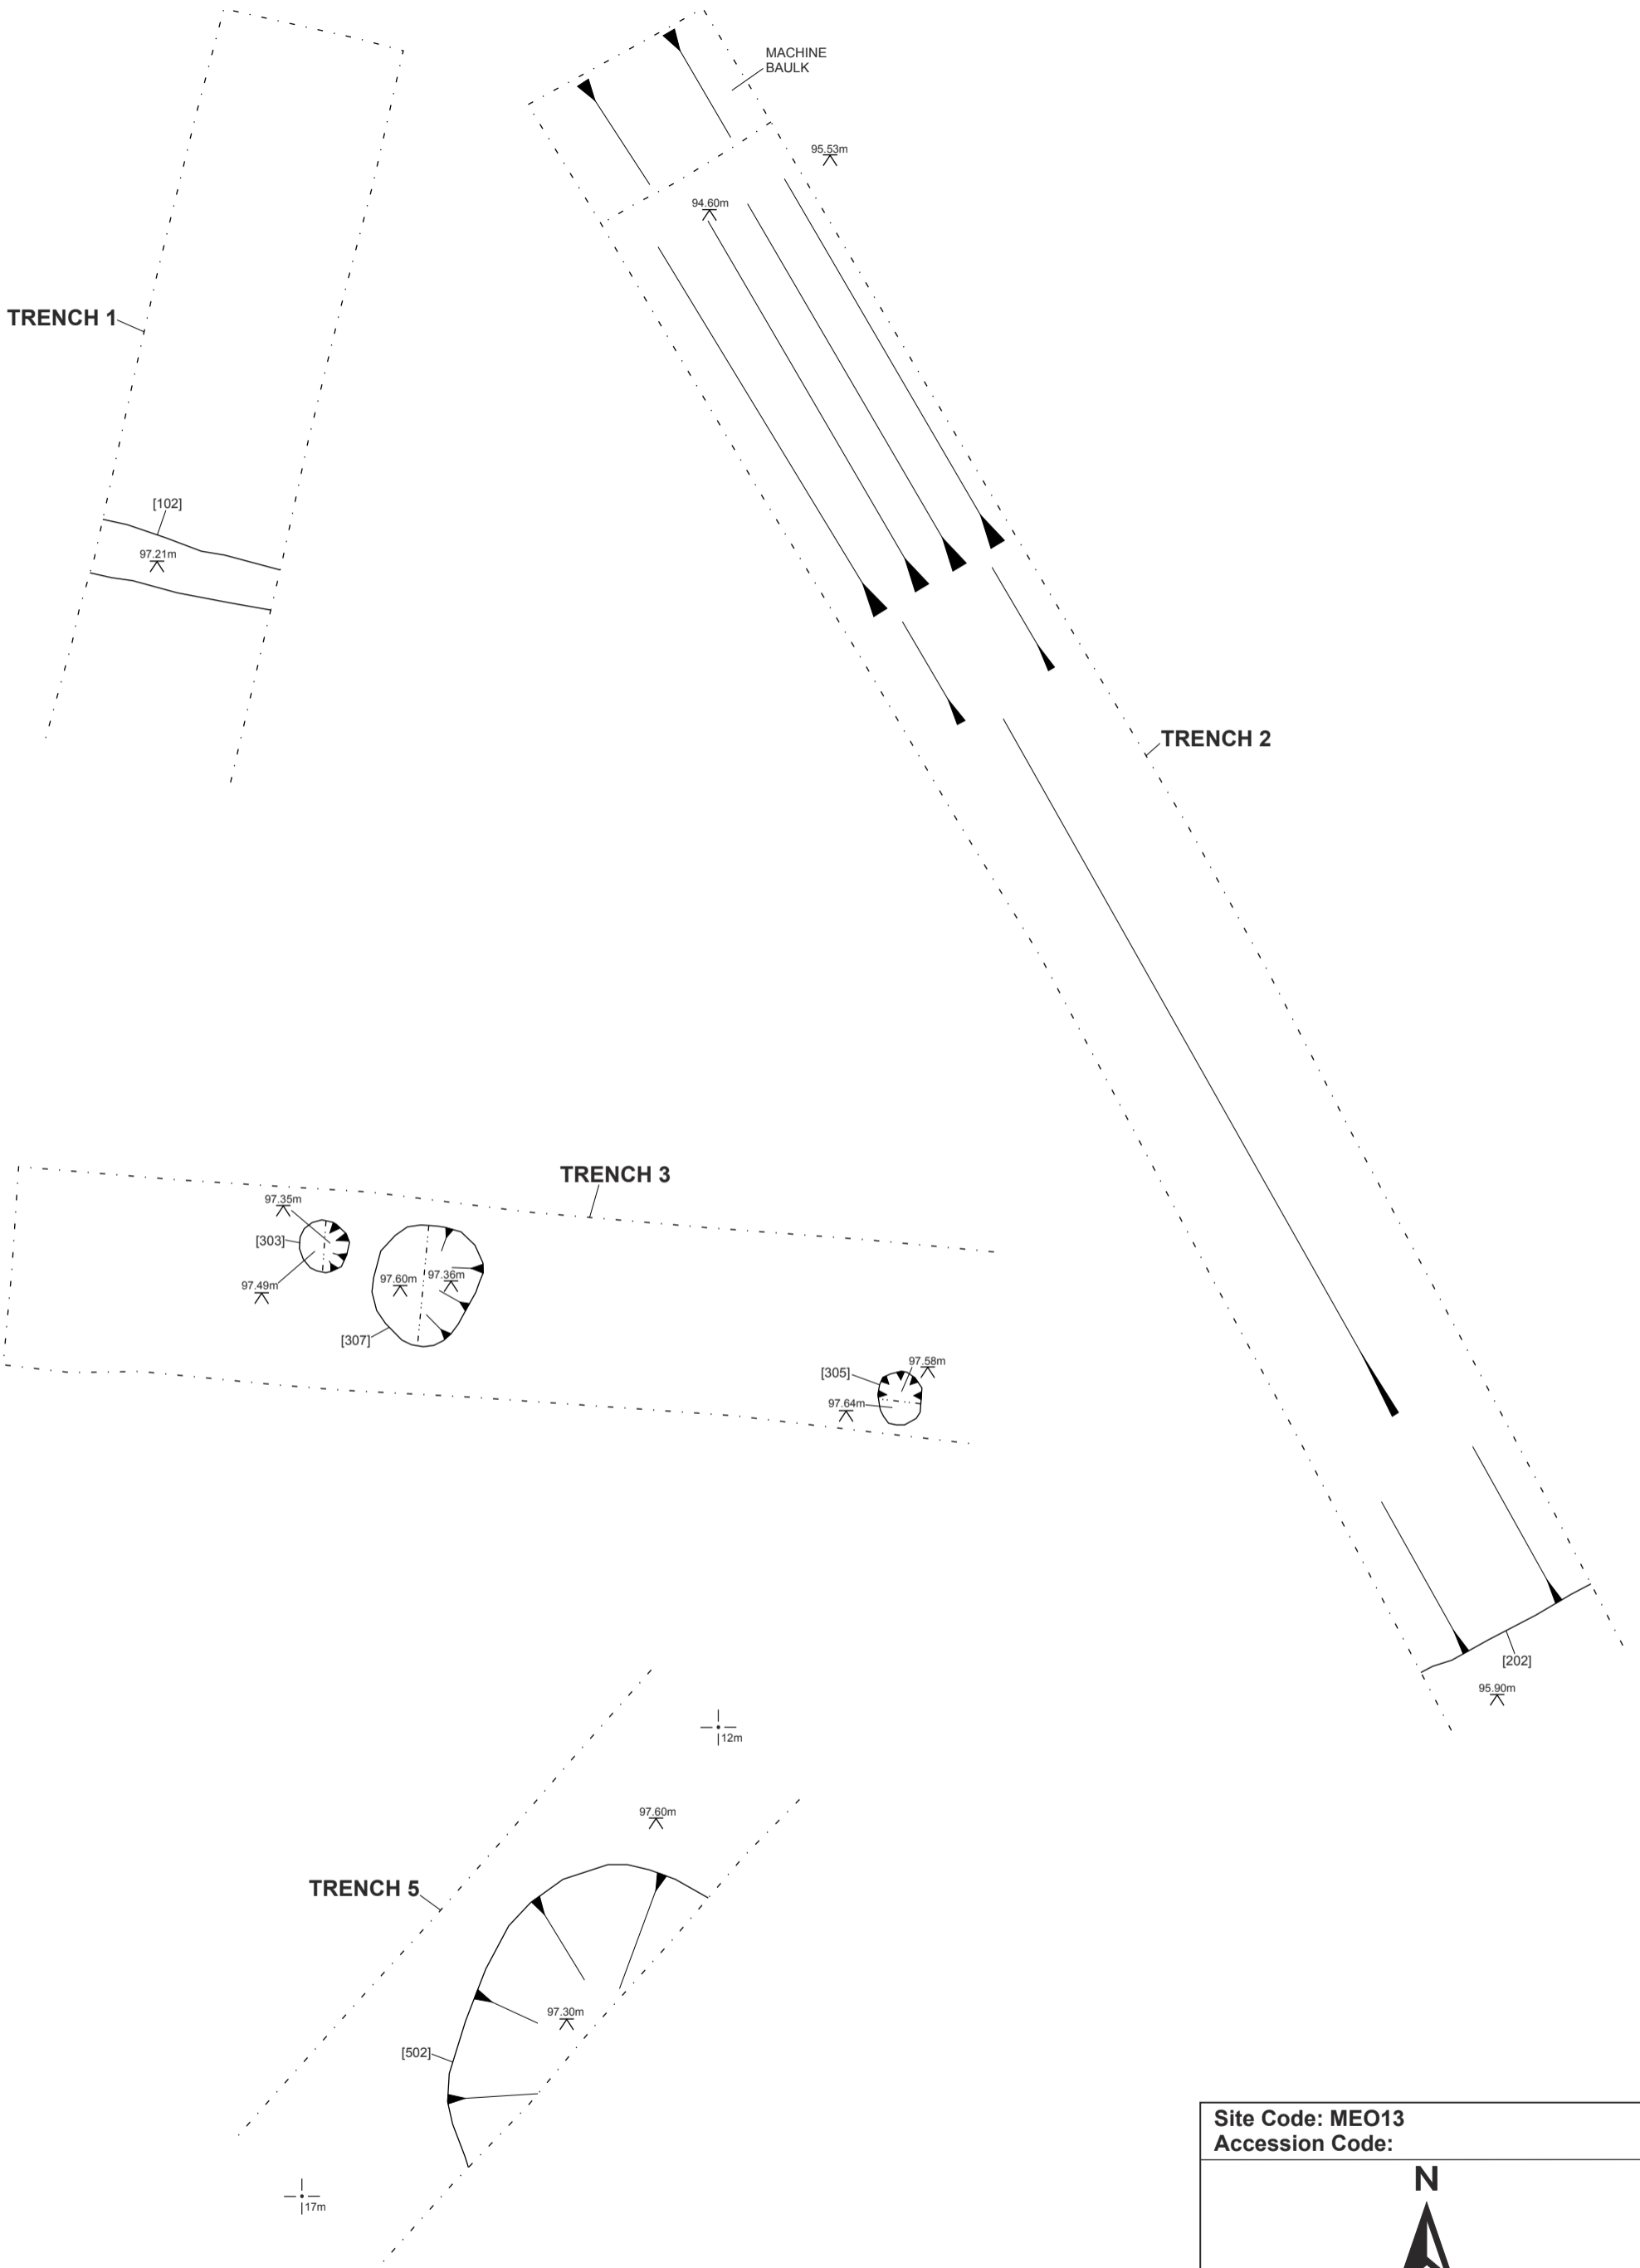 MACHINE
BAULK
95.53m
94.60m
TRENCH 1
[102]
97.21m
TRENCH 2
TRENCH 3
97.35m
[303]
97.49m
97.60m
97.36m
[307]
[305]
97.58m
97.64m
[202]
95.90m
12m
97.60m
TRENCH 5
97.30m
[502]
17m
Site Code: MEO13
Accession Code:
N